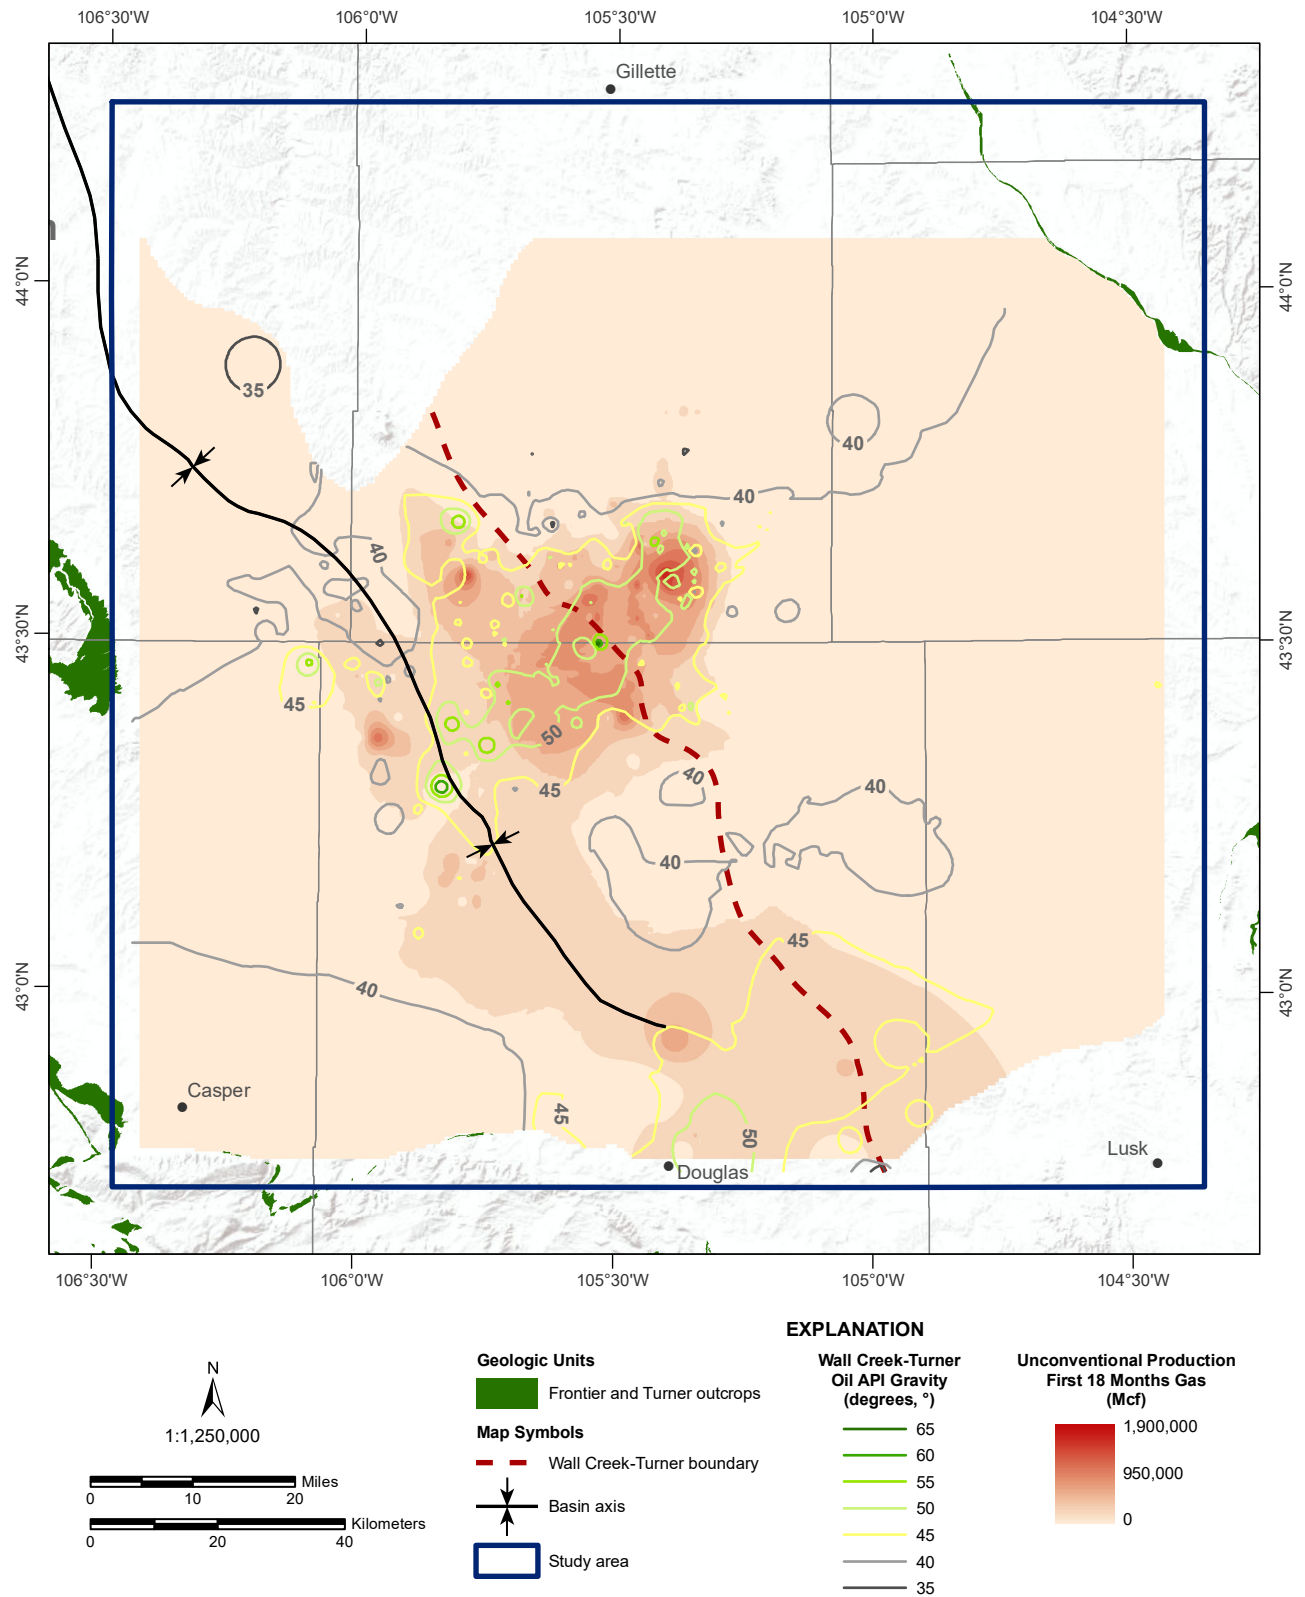 106°30'W 106°0'W 105°30'W 105°0'W 104°30'W
Gillette
44°0'N 44°0'N
35
40
40
40
43°30'N 43°30'N
45
50
40
45
40
40
45
40
43°0'N 43°0'N
Casper
45
50
Lusk
Douglas
106°30'W 106°0'W 105°30'W 105°0'W 104°30'W
EXPLANATION
N
1:1,250,000
Miles
0 10 20
Kilometers
0 20 40
Geologic Units
Frontier and Turner outcrops
Map Symbols
Wall Creek-Turner boundary
Basin axis
Study area
Wall Creek-Turner
Oil API Gravity
(degrees, °)
65
60
55
50
45
40
35
Unconventional Production
First 18 Months Gas
(Mcf)
1,900,000
950,000
0